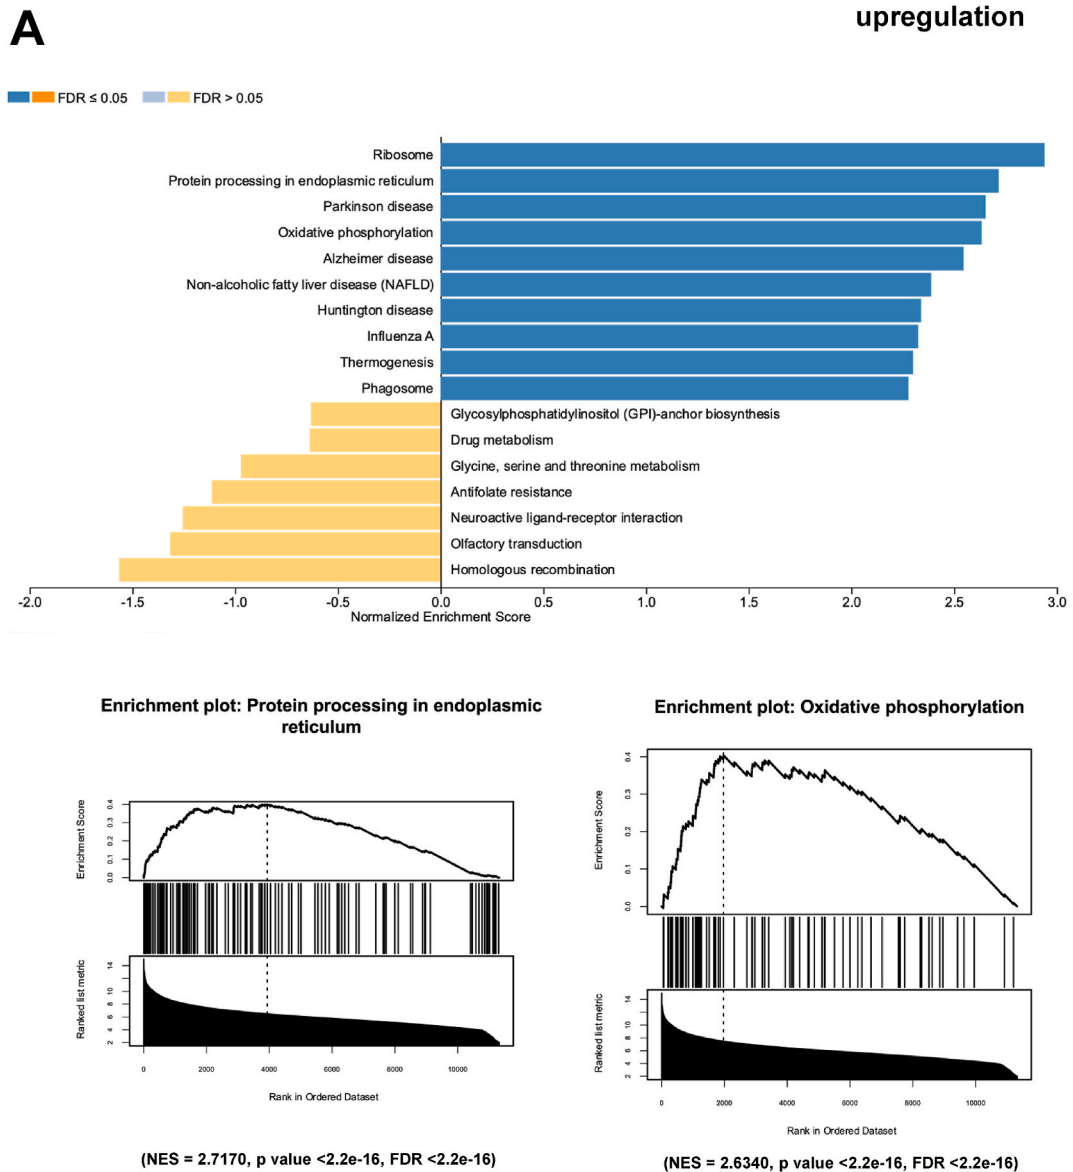 A
upregulation
FDR ≤ 0.05
FDR > 0.05
Ribosome
Protein processing in endoplasmic reticulum
Parkinson disease
Oxidative phosphorylation
Alzheimer disease
Non-alcoholic fatty liver disease (NAFLD)
Huntington disease
Influenza A
Thermogenesis
Phagosome
Glycosylphosphatidylinositol (GPI)-anchor biosynthesis
Drug metabolism
Glycine, serine and threonine metabolism
Antifolate resistance
Neuroactive ligand-receptor interaction
Olfactory transduction
Homologous recombination
-2.0 -1.5 -1.0 -0.5 0.0 0.5 1.0 1.5 2.0 2.5 3.0
Normalized Enrichment Score
Enrichment plot: Protein processing in endoplasmic
reticulum
Enrichment Score
0.4
0.3
0.2
0.1
0.0
Ranked list metric
14
10
8
6
4
2
0 2000 4000 6000 8000 10000
Rank in Ordered Dataset
(NES = 2.7170, p value <2.2e-16, FDR <2.2e-16)
Enrichment plot: Oxidative phosphorylation
Enrichment Score
0.4
0.3
0.2
0.1
0.0
Ranked list metric
14
10
8
6
4
2
0 2000 4000 6000 8000 10000
Rank in Ordered Dataset
(NES = 2.6340, p value <2.2e-16, FDR <2.2e-16)